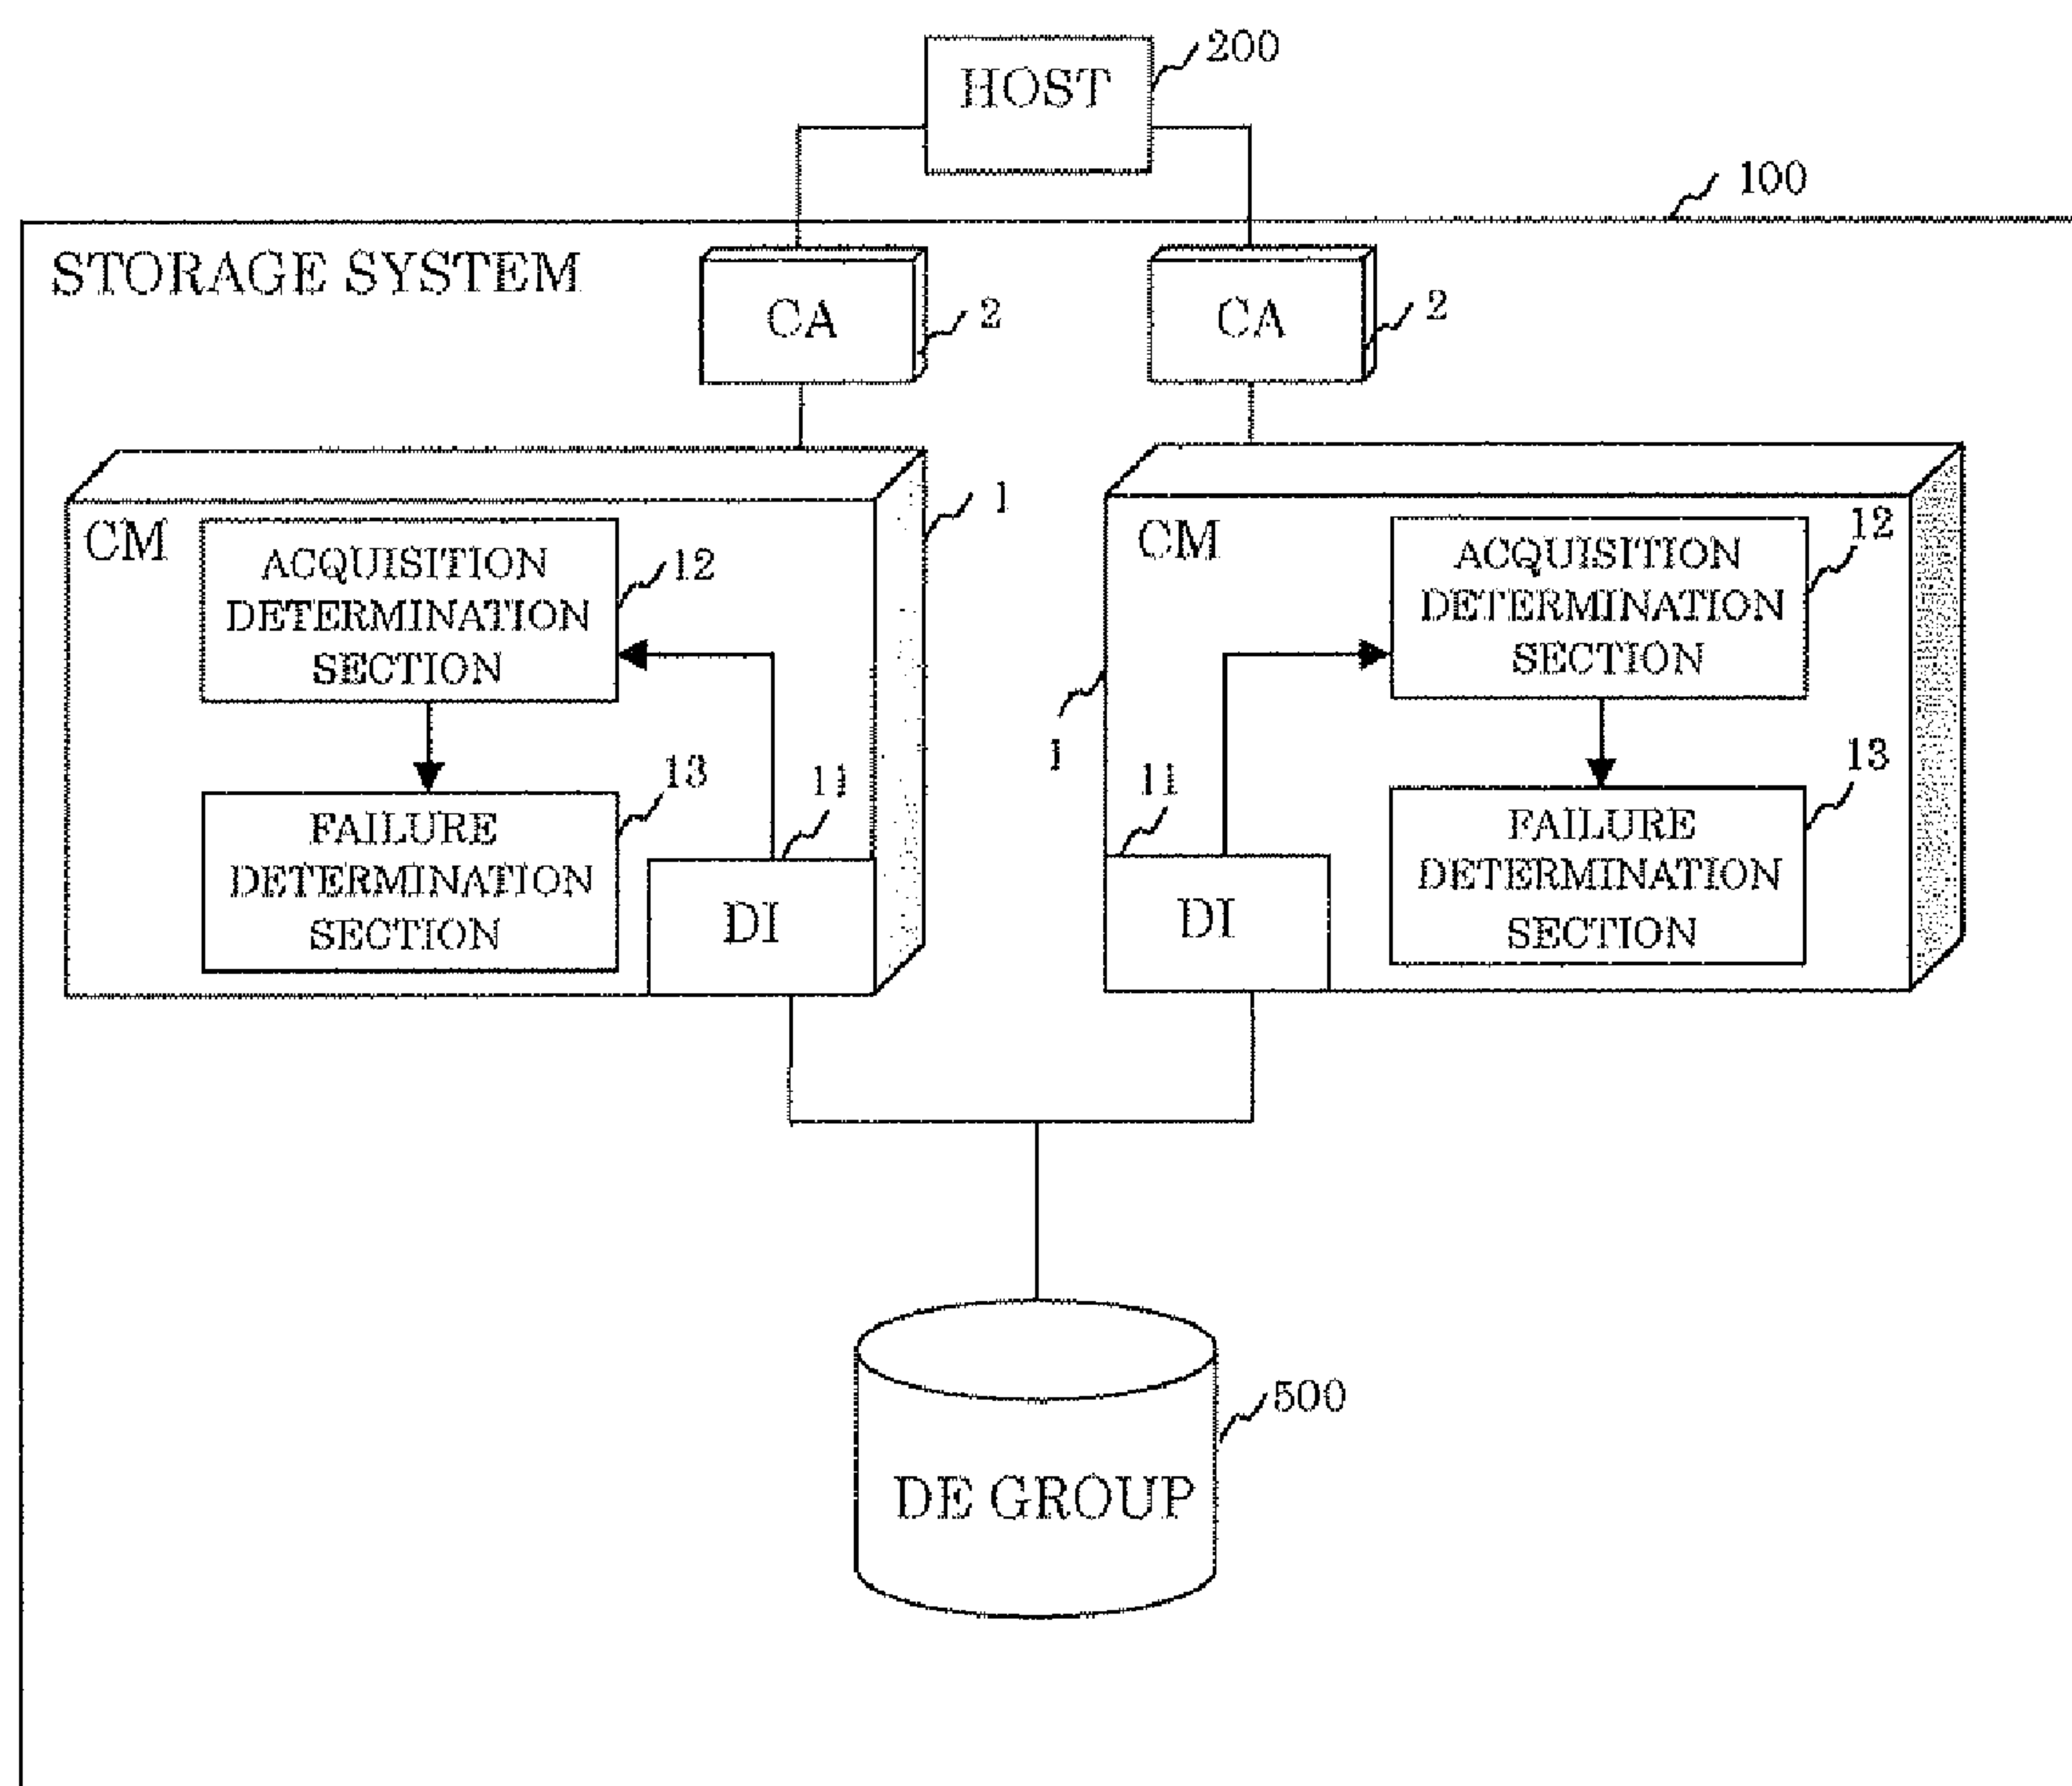 HOST
200
100
STORAGE SYSTEM
CA
2
CA
2
CM
ACQUISITION
DETERMINATION
SECTION
12
1
CM
ACQUISITION
DETERMINATION
SECTION
12
1
FAILURE
DETERMINATION
SECTION
13
11
DI
11
DI
FAILURE
DETERMINATION
SECTION
13
500
DE GROUP